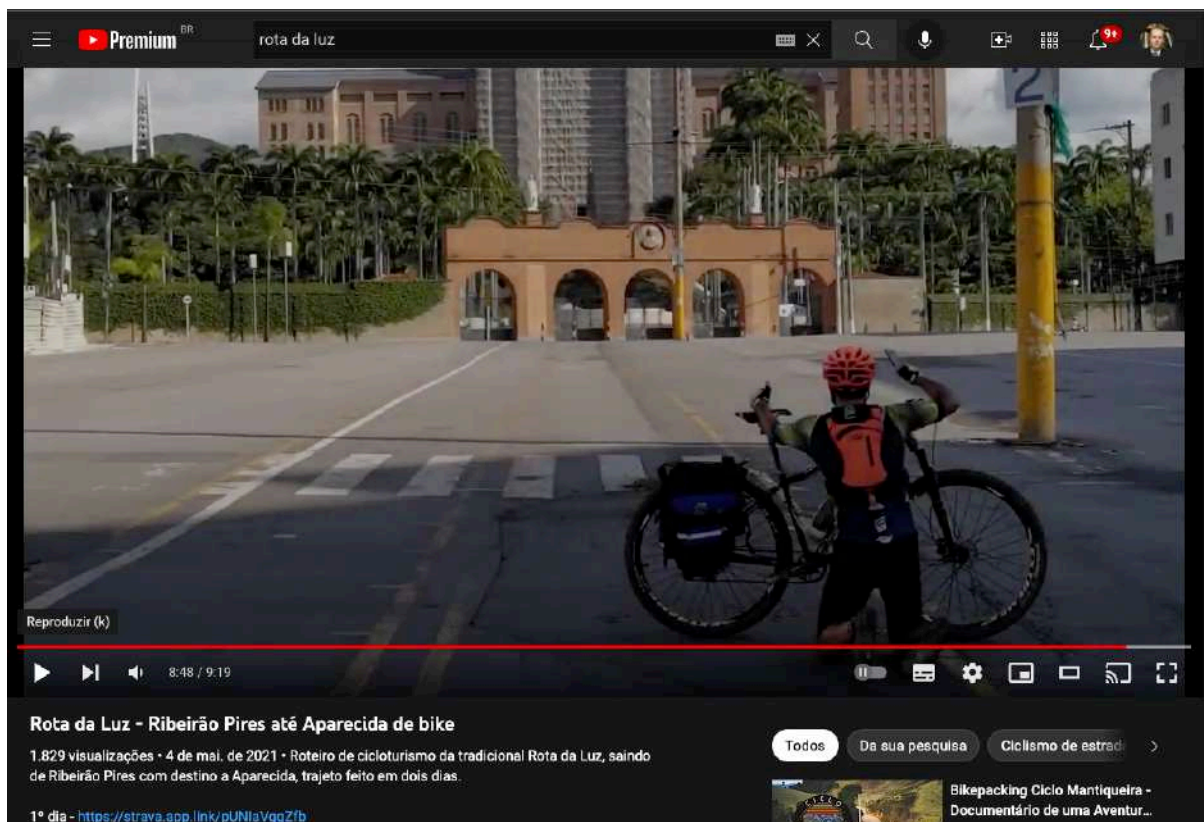 Premium BR
rota da luz
9+
2
Reproduzir (k)
8:48 / 9:19
Rota da Luz - Ribeirão Pires até Aparecida de bike
1.829 visualizações • 4 de mai. de 2021 • Roteiro de cicloturismo da tradicional Rota da Luz, saindo
de Ribeirão Pires com destino a Aparecida, trajeto feito em dois dias.
1º dia - https://strava.app.link/pUNIaVqqZfb
Todos
Da sua pesquisa
Ciclismo de estrad
CICLO
Bikepacking Ciclo Mantiqueira -
Documentário de uma Aventur...